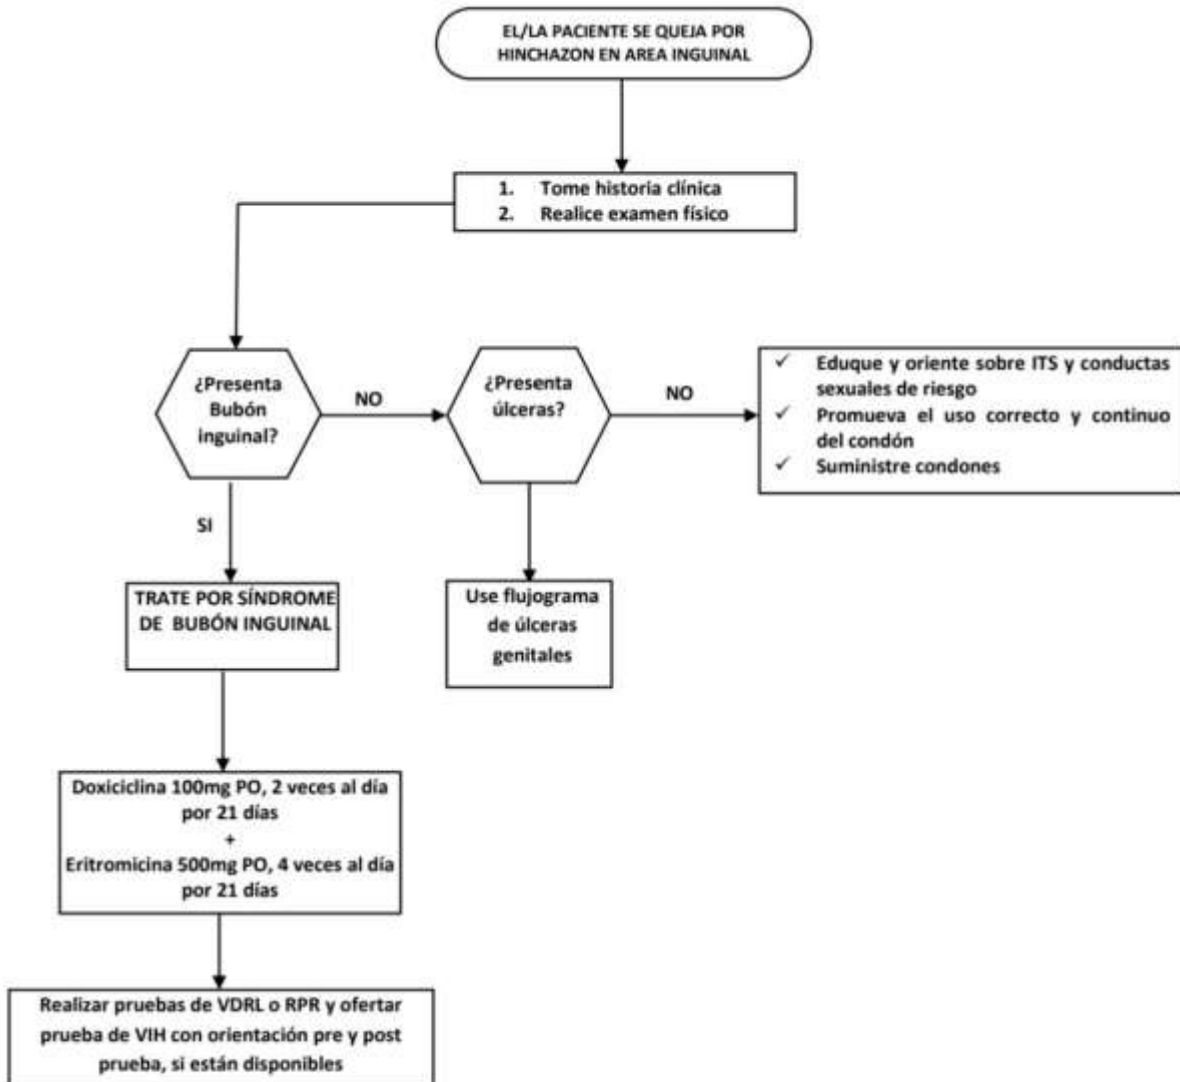 EL/LA PACIENTE SE QUEJA POR
HINCHAZON EN AREA INGUINAL
1. Tome historia clínica
2. Realice examen físico
¿Presenta
Bubón
inguinal?
NO
¿Presenta
úlceras?
NO
✓ Eduque y oriente sobre ITS y conductas
sexuales de riesgo
✓ Promueva el uso correcto y continuo
del condón
✓ Suministre condones
SI
TRATE POR SÍNDROME
DE BUBÓN INGUINAL
Use flujograma
de úlceras
genitales
Doxiciclina 100mg PO, 2 veces al día
por 21 días
+
Eritromicina 500mg PO, 4 veces al día
por 21 días
Realizar pruebas de VDRL o RPR y ofertar
prueba de VIH con orientación pre y post
prueba, si están disponibles